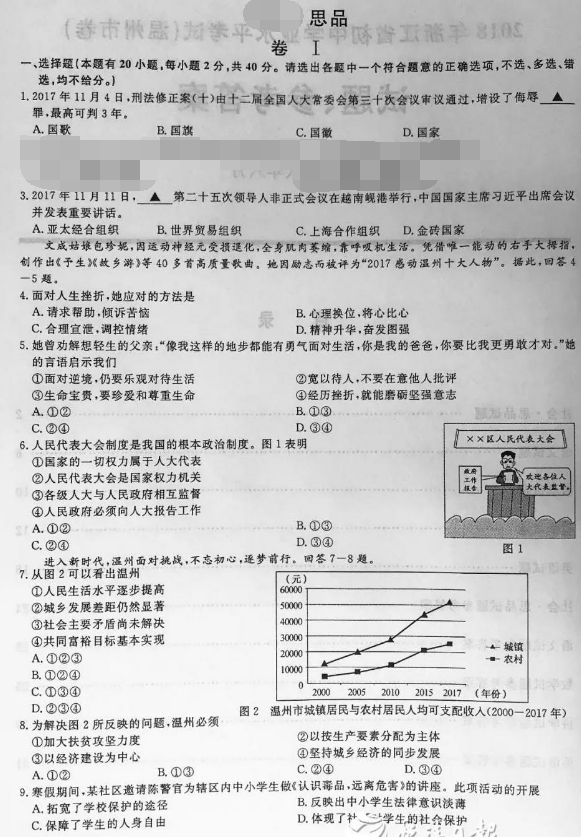 思品
卷 Ⅰ
一、选择题(本题有 20 小题,每小题 2 分,共 40 分。请选出各题中一个符合题意的正确选项,不选、多选、错
选,均不给分。)
1.2017 年 11 月 4 日,刑法修正案(十)由十二届全国人大常委会第三十次会议审议通过,增设了侮辱 ▲
罪,最高可判 3 年。
A.国歌 B.国旗 C.国徽 D.国家
3.2017 年 11 月 11 日, ▲ 第二十五次领导人非正式会议在越南岘港举行,中国国家主席习近平出席会议
并发表重要讲话。
A.亚太经合组织 B.世界贸易组织 C.上海合作组织 D.金砖国家
文成姑娘包珍妮,因运动神经元受损退化,全身肌肉萎缩,靠呼吸机生活。凭借唯一能动的右手大拇指,
创作出《予生》《故乡游》等 40 多首高质量歌曲。她因励志而被评为“2017 感动温州十大人物”。据此,回答 4
-5 题。
4.面对人生挫折,她应对的方法是
A.请求帮助,倾诉苦恼 B.心理换位,将心比心
C.合理宣泄,调控情绪 D.精神升华,奋发图强
5.她曾劝解想轻生的父亲:“像我这样的地步都能有勇气面对生活,你是我的爸爸,你要比我更勇敢才对。”她
的言语启示我们
①面对逆境,仍要乐观对待生活 ②宽以待人,不要在意他人批评
③生命宝贵,要珍爱和尊重生命 ④经历挫折,就能磨砺坚强意志
A.①② B.①③
C.②④ D.③④
6.人民代表大会制度是我国的根本政治制度。图 1 表明
①国家的一切权力属于人大代表
②人民代表大会是国家权力机关
③各级人大与人民政府相互监督
④人民政府必须向人大报告工作
A.①② B.①③
C.②④ D.③④
××区人民代表大会
政府
工作
报告
欢迎各位人
大代表监督。
图 1
进入新时代,温州面对挑战,不忘初心,逐梦前行。回答 7-8 题。
7.从图 2 可以看出温州
①人民生活水平逐步提高
②城乡发展差距仍然显著
③社会主要矛盾尚未解决
④共同富裕目标基本实现
A.①②③
B.①②④
C.①③④
D.②③④
(元)
60000
50000
40000
30000
20000
10000
0
2000 2005 2010 2015 2017 (年份)
城镇
农村
图 2 温州市城镇居民与农村居民人均可支配收入(2000-2017 年)
8.为解决图 2 所反映的问题,温州必须
①加大扶贫攻坚力度 ②以按生产要素分配为主体
③以经济建设为中心 ④坚持城乡经济的同步发展
A.①② B.①③ C.②④ D.③④
9.寒假期间,某社区邀请陈警官为辖区内中小学生做《认识毒品,远离危害》的讲座。此项活动的开展
A.拓宽了学校保护的途径 B.反映出中小学生法律意识淡薄
C.保障了学生的人身自由 D.体现了社 学生的社会保护